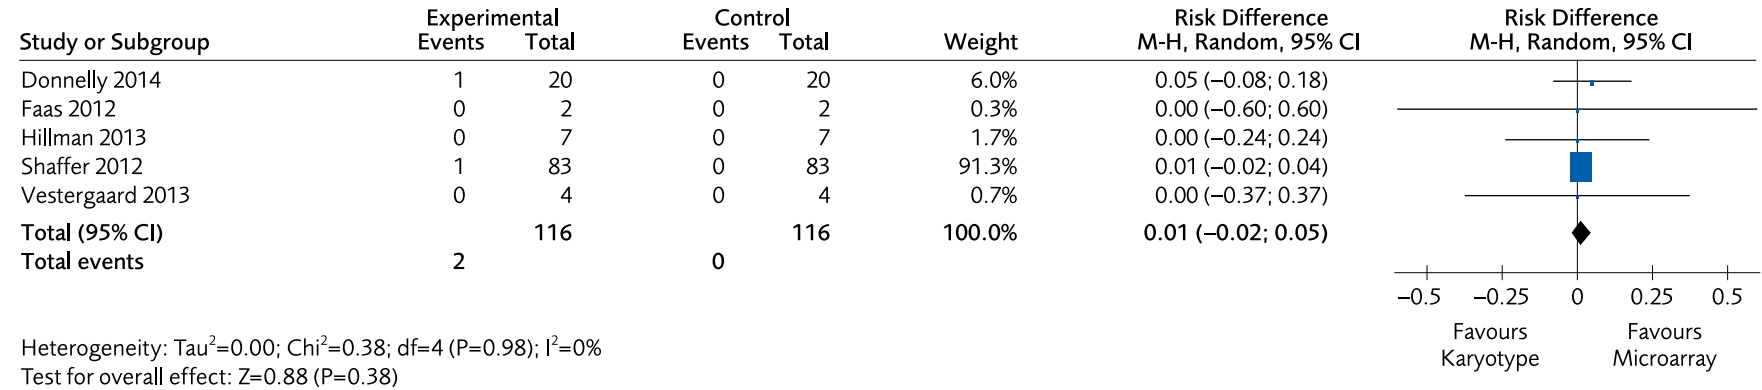 Experimental Control Risk Difference Risk Difference
Study or Subgroup Events Total Events Total Weight M-H, Random, 95% CI M-H, Random, 95% CI
Donnelly 2014 1 20 0 20 6.0% 0.05 (−0.08; 0.18)
Faas 2012 0 2 0 2 0.3% 0.00 (−0.60; 0.60)
Hillman 2013 0 7 0 7 1.7% 0.00 (−0.24; 0.24)
Shaffer 2012 1 83 0 83 91.3% 0.01 (−0.02; 0.04)
Vestergaard 2013 0 4 0 4 0.7% 0.00 (−0.37; 0.37)
Total (95% CI) 116 116 100.0% 0.01 (−0.02; 0.05)
Total events 2 0
−0.5 −0.25 0 0.25 0.5
Favours Favours
Karyotype Microarray
Heterogeneity: Tau²=0.00; Chi²=0.38; df=4 (P=0.98); I²=0%
Test for overall effect: Z=0.88 (P=0.38)